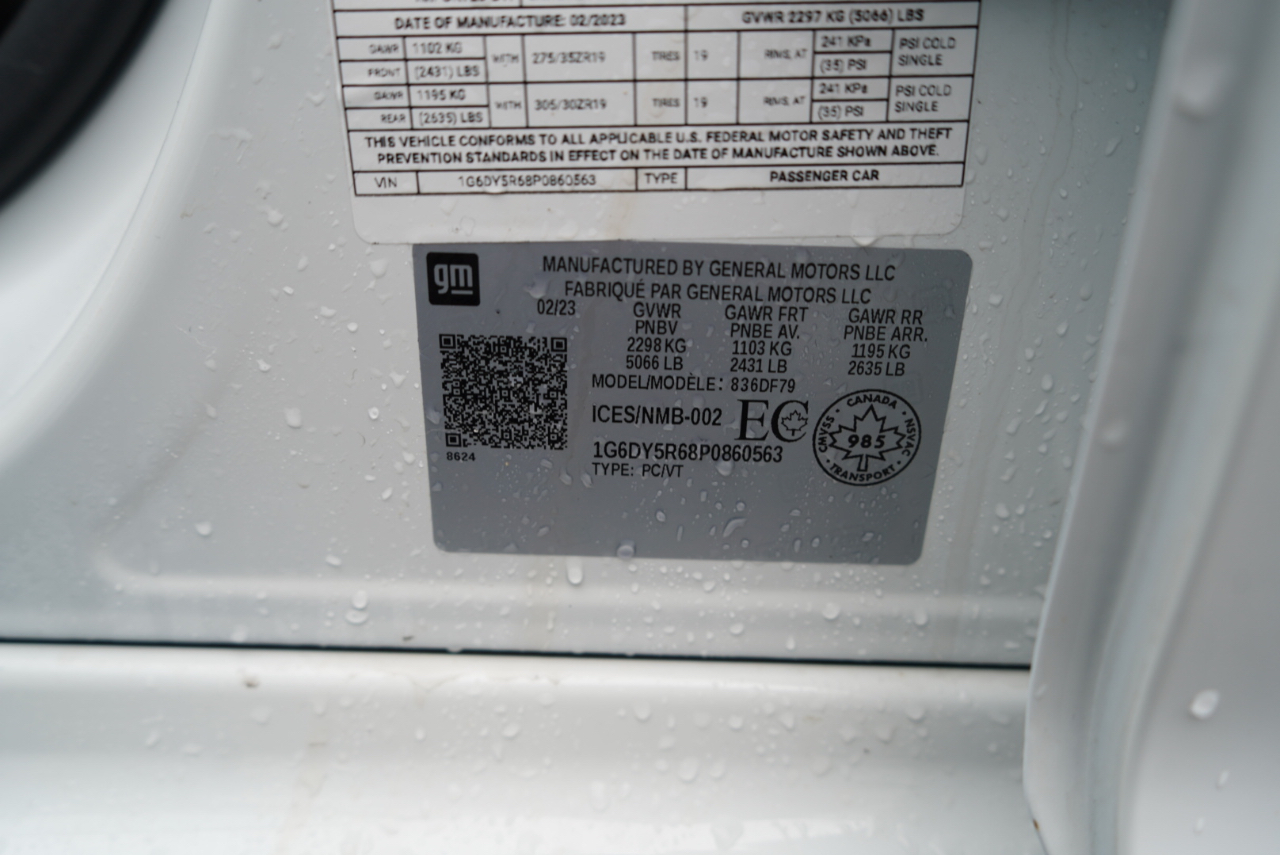 DATE OF MANUFACTURE: 02/2023 GVWR 2297 KG (5066) LBS
GAWR 1102 KG WITH 275/35ZR19 TIRES 19 RIMS, AT 241 KPa PSI COLD
FRONT (2431) LBS (35) PSI SINGLE
GAWR 1195 KG WITH 305/30ZR19 TIRES 19 RIMS, AT 241 KPa PSI COLD
REAR (2635) LBS (35) PSI SINGLE
THIS VEHICLE CONFORMS TO ALL APPLICABLE U.S. FEDERAL MOTOR SAFETY AND THEFT
PREVENTION STANDARDS IN EFFECT ON THE DATE OF MANUFACTURE SHOWN ABOVE.
VIN 1G6DY5R68P0860563 TYPE PASSENGER CAR
gm
MANUFACTURED BY GENERAL MOTORS LLC
FABRIQUÉ PAR GENERAL MOTORS LLC
02/23 GVWR GAWR FRT GAWR RR
PNBV PNBE AV. PNBE ARR.
2298 KG 1103 KG 1195 KG
5066 LB 2431 LB 2635 LB
MODEL/MODÈLE: 836DF79
ICES/NMB-002 EC
CANADA
CMVSS 985 NSVAC
TRANSPORT
1G6DY5R68P0860563
8624
TYPE: PC/VT